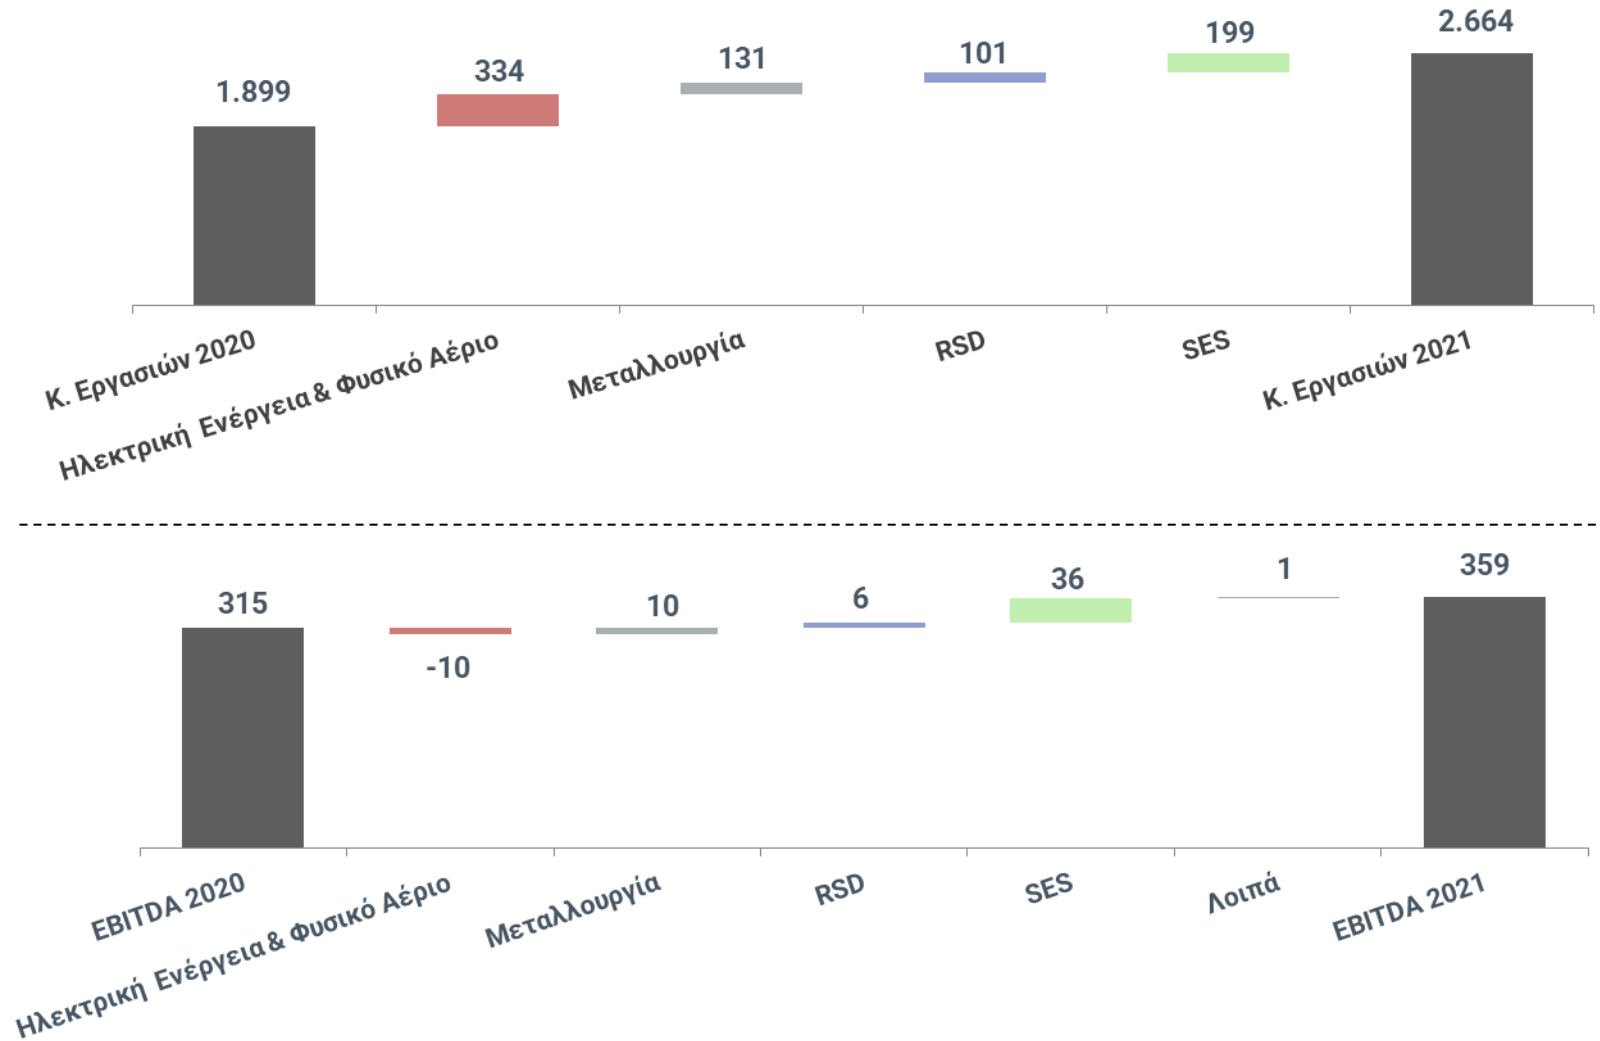 1.899
334
131
101
199
2.664
Κ. Εργασιών 2020
Ηλεκτρική Ενέργεια & Φυσικό Αέριο
Μεταλλουργία
RSD
SES
Κ. Εργασιών 2021
315
-10
10
6
36
1
359
EBITDA 2020
Ηλεκτρική Ενέργεια & Φυσικό Αέριο
Μεταλλουργία
RSD
SES
Λοιπά
EBITDA 2021